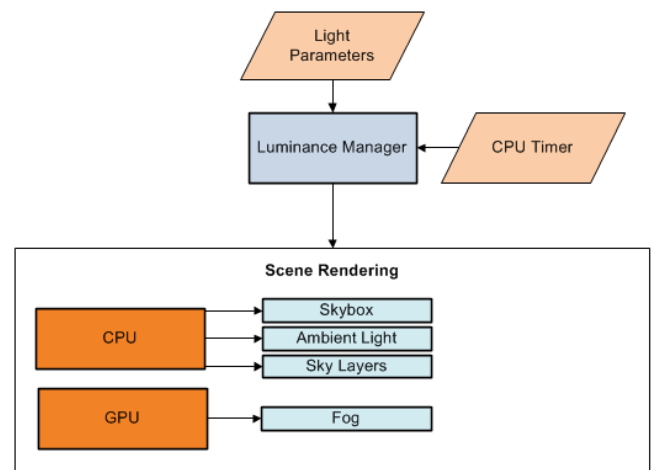 Light
Parameters
Luminance Manager
CPU Timer
Scene Rendering
CPU
Skybox
Ambient Light
Sky Layers
GPU
Fog